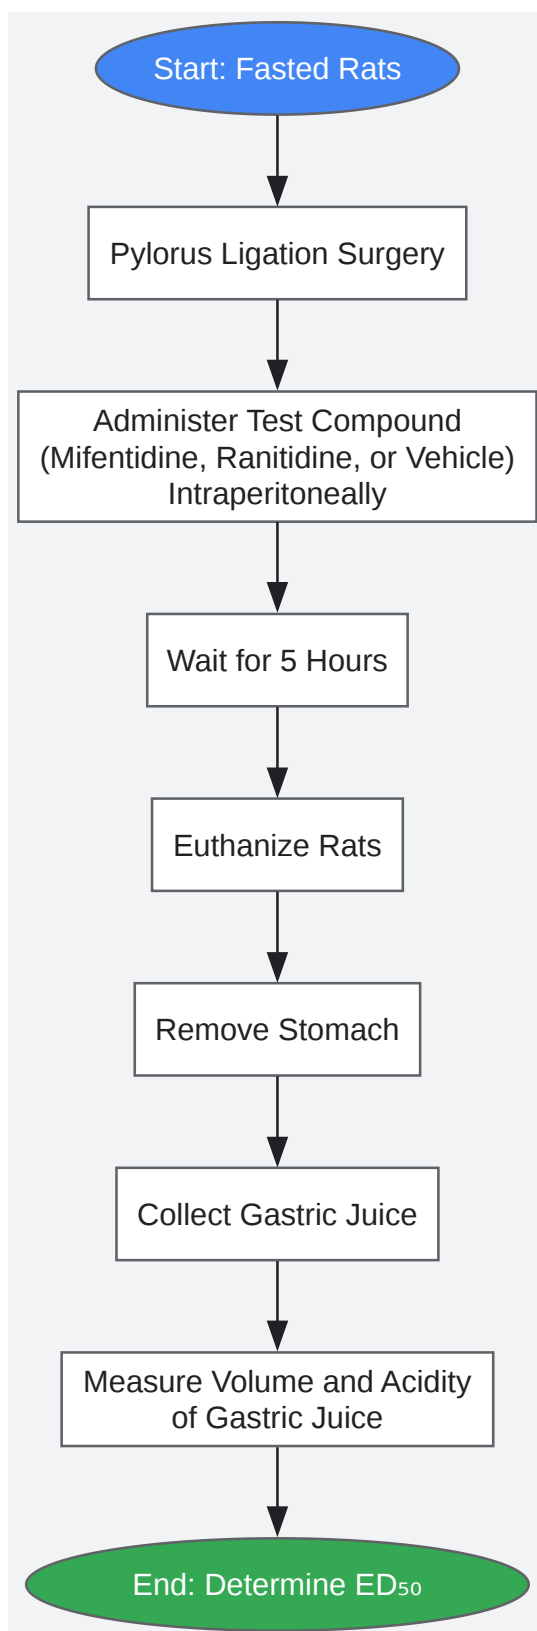 Start: Fasted Rats
Pylorus Ligation Surgery
Administer Test Compound
(Mifentidine, Ranitidine, or Vehicle)
Intraperitoneally
Wait for 5 Hours
Euthanize Rats
Remove Stomach
Collect Gastric Juice
Measure Volume and Acidity
of Gastric Juice
End: Determine ED₅₀